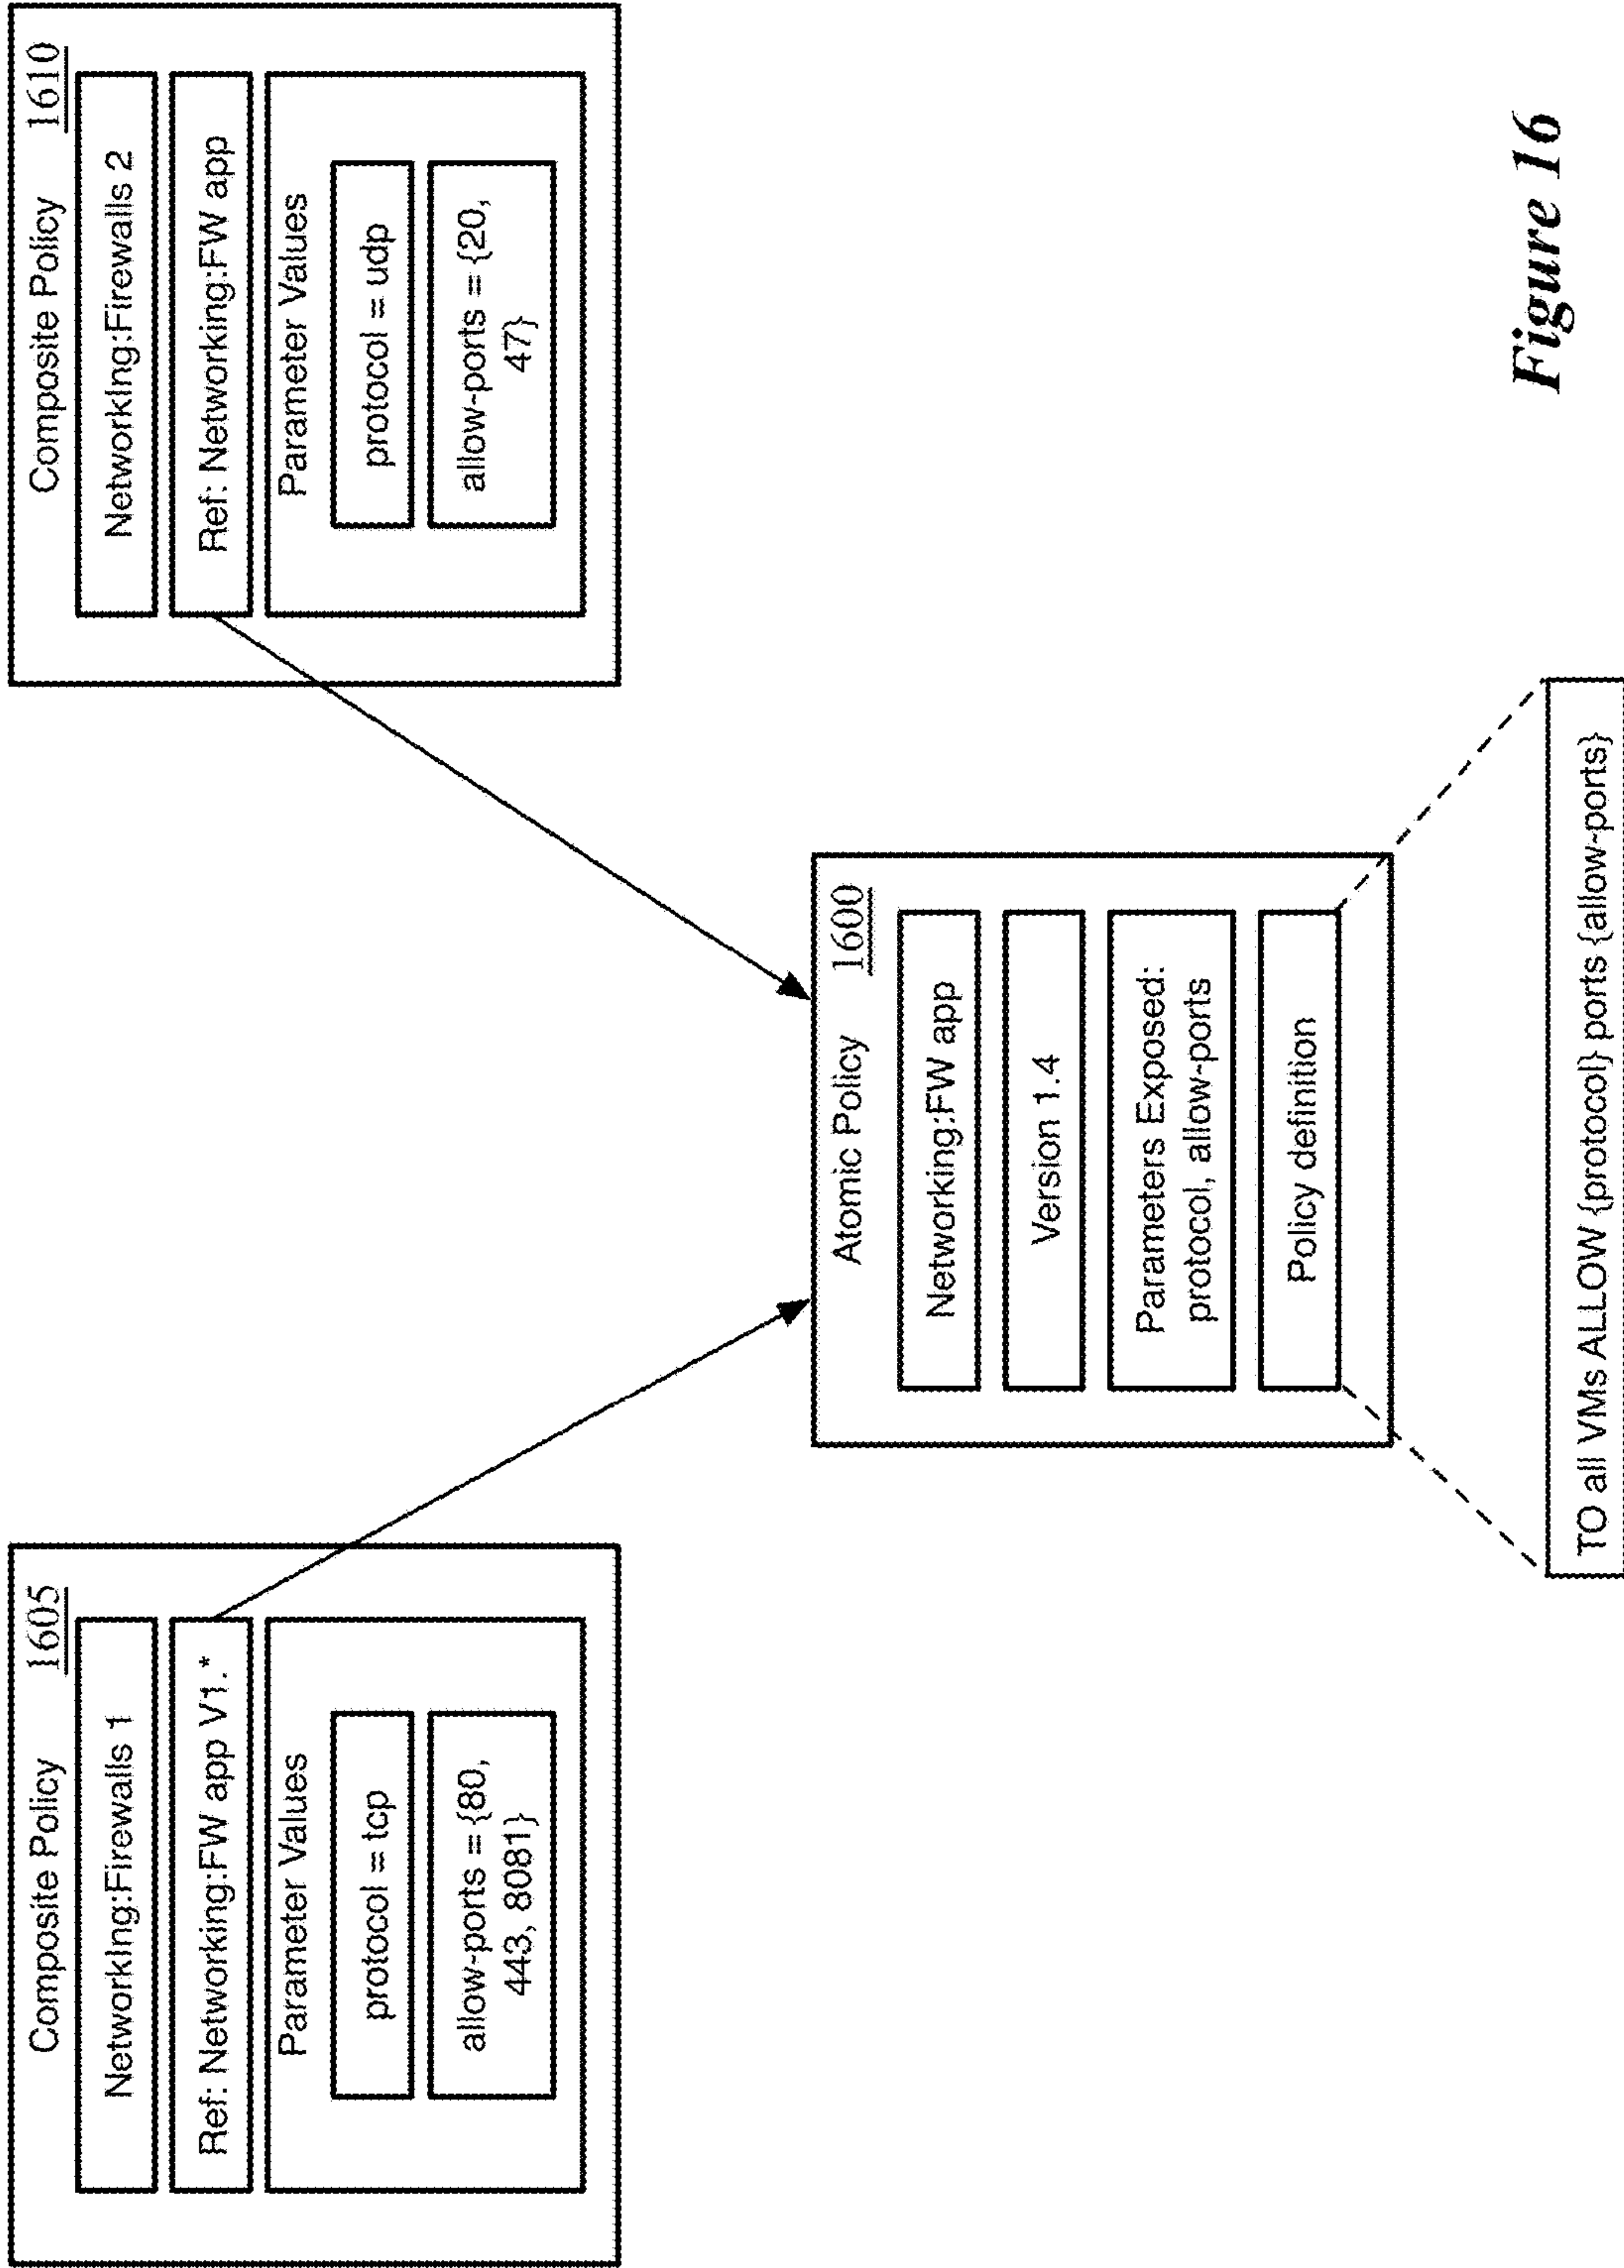 Composite Policy 1605
NetworkIng:Firewalls 1
Ref: Networking:FW app V1.*
Parameter Values
protocol = tcp
allow-ports = {80,
443, 8081}
Composite Policy 1610
NetworkIng:Firewalls 2
Ref: Networking:FW app
Parameter Values
protocol = udp
allow-ports = {20,
47}
Atomic Policy 1600
Networking:FW app
Version 1.4
Parameters Exposed:
protocol, allow-ports
Policy definition
TO all VMs ALLOW {protocol} ports {allow-ports}
Figure 16